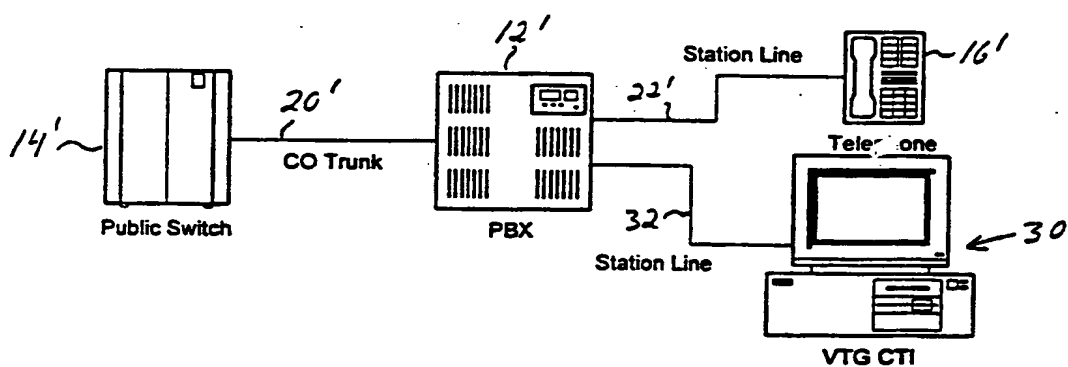 12'
Station Line
16'
20'
22'
14'
CO Trunk
Public Switch
PBX
32
Station Line
30
VTG CTI